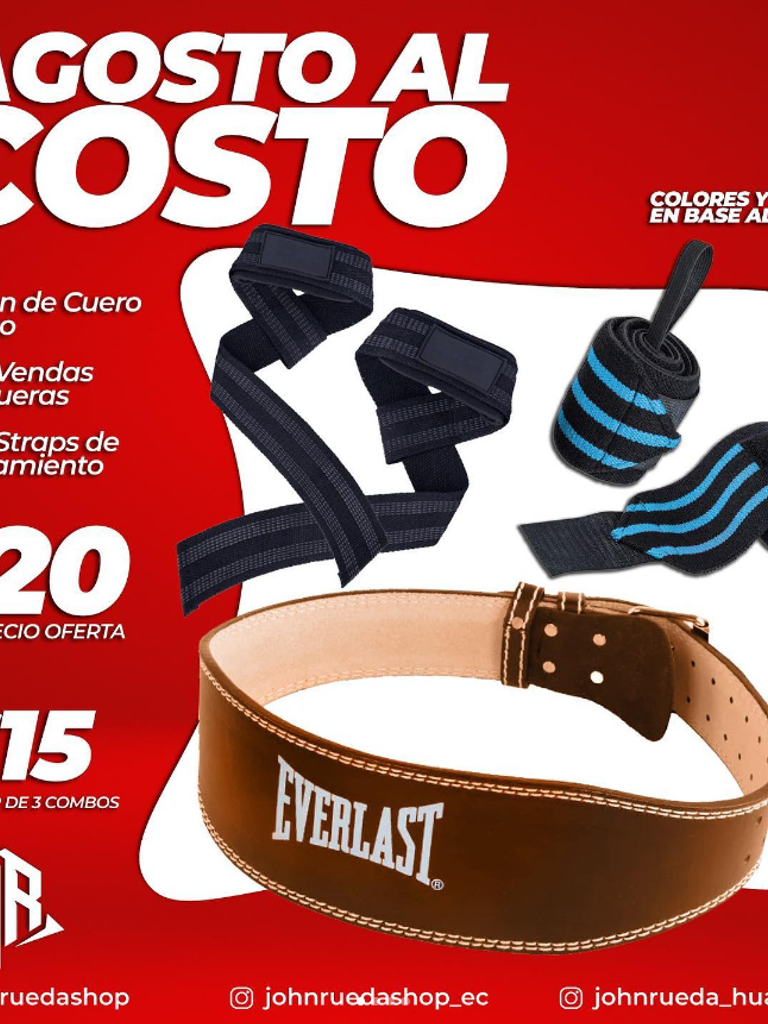 AGOSTO AL
COSTO
COLORES Y
EN BASE AL
n de Cuero
o
Vendas
ueras
Straps de
amiento
20
ECIO OFERTA
15
R DE 3 COMBOS
EVERLAST
®
R
ruedashop
johnruedashop_ec
johnrueda_hua